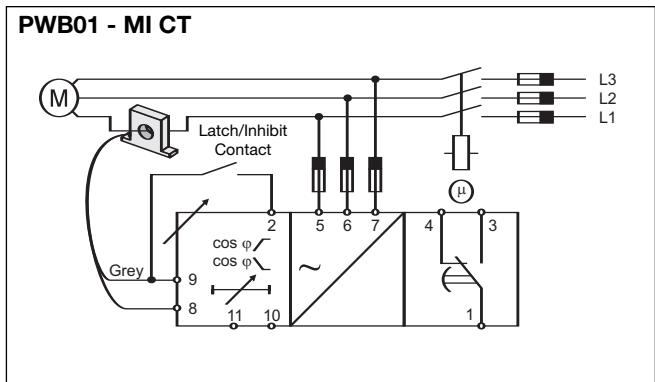 PWB01 - MI CT
L3
M
L2
L1
Latch/Inhibit
Contact
µ
2
5
6
7
4
3
cos φ
cos φ
~
Grey
9
8
11
10
1